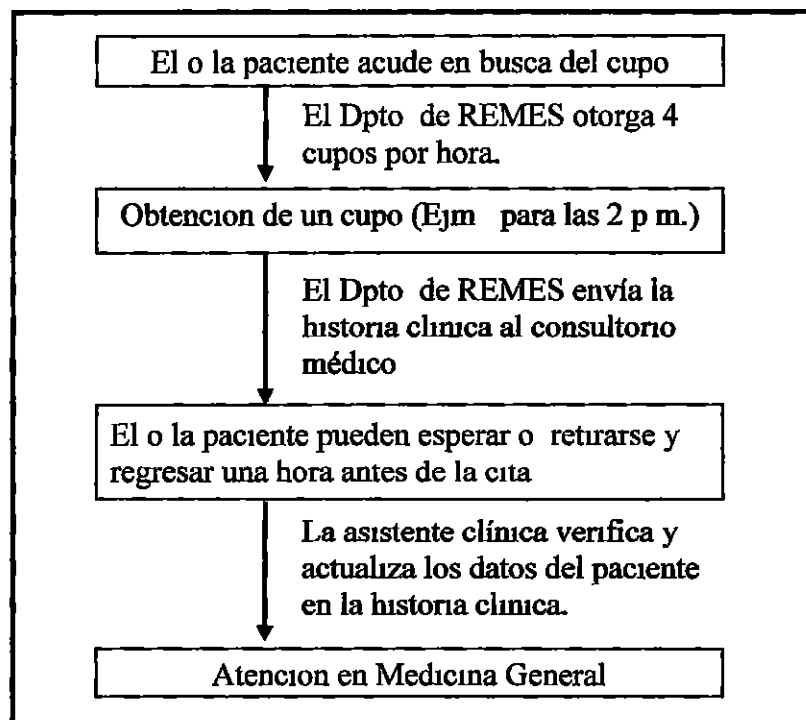 El o la paciente acude en busca del cupo
El Dpto de REMES otorga 4
cupos por hora.
Obtencion de un cupo (Ejm para las 2 p m.)
El Dpto de REMES envía la
historia clinica al consultorio
médico
El o la paciente pueden esperar o retirarse y
regresar una hora antes de la cita
La asistente clínica verifica y
actualiza los datos del paciente
en la historia clinica.
Atencion en Medicina General